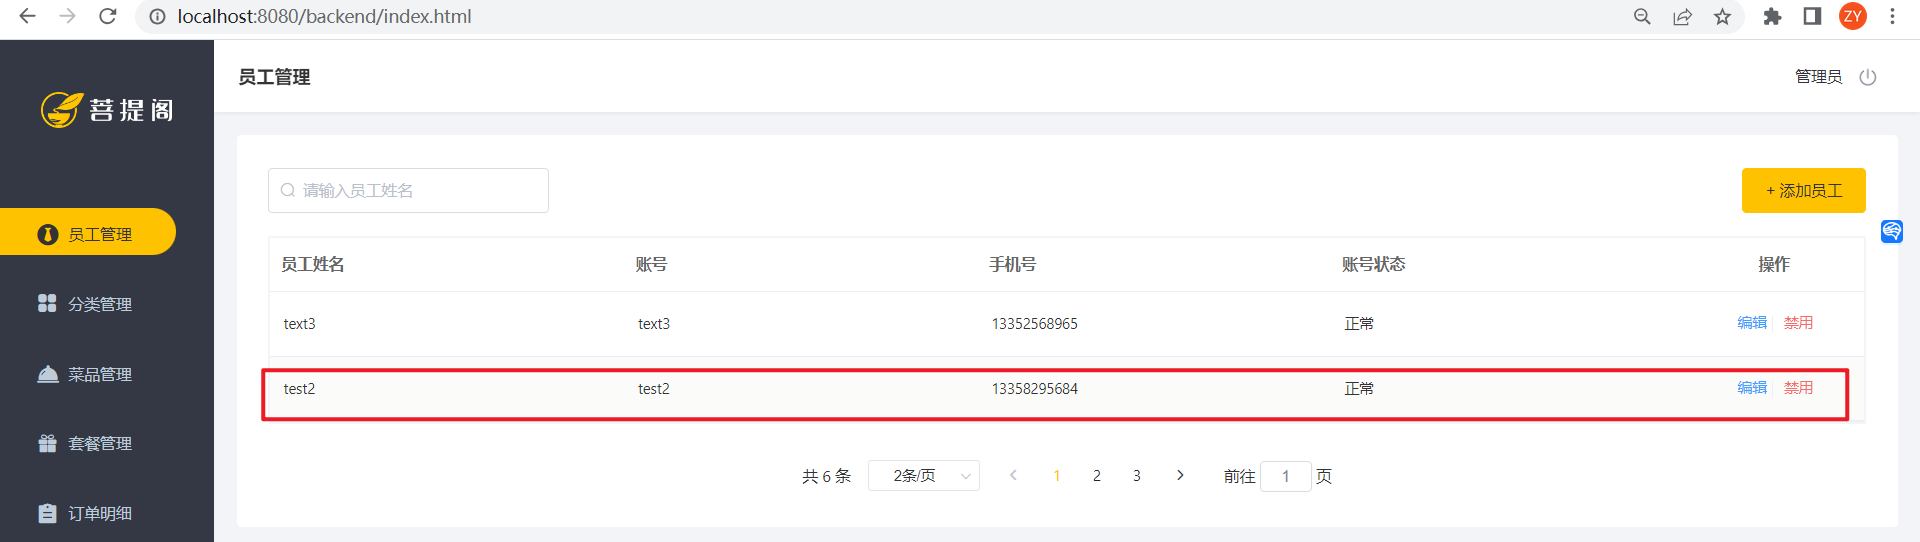 localhost:8080/backend/index.html
ZY
菩提阁
员工管理
管理员
请输入员工姓名
+ 添加员工
员工管理
分类管理
菜品管理
套餐管理
订单明细
员工姓名 账号 手机号 账号状态 操作
text3 text3 13352568965 正常 编辑 禁用
test2 test2 13358295684 正常 编辑 禁用
共 6 条 2条/页 1 2 3 前往 1 页